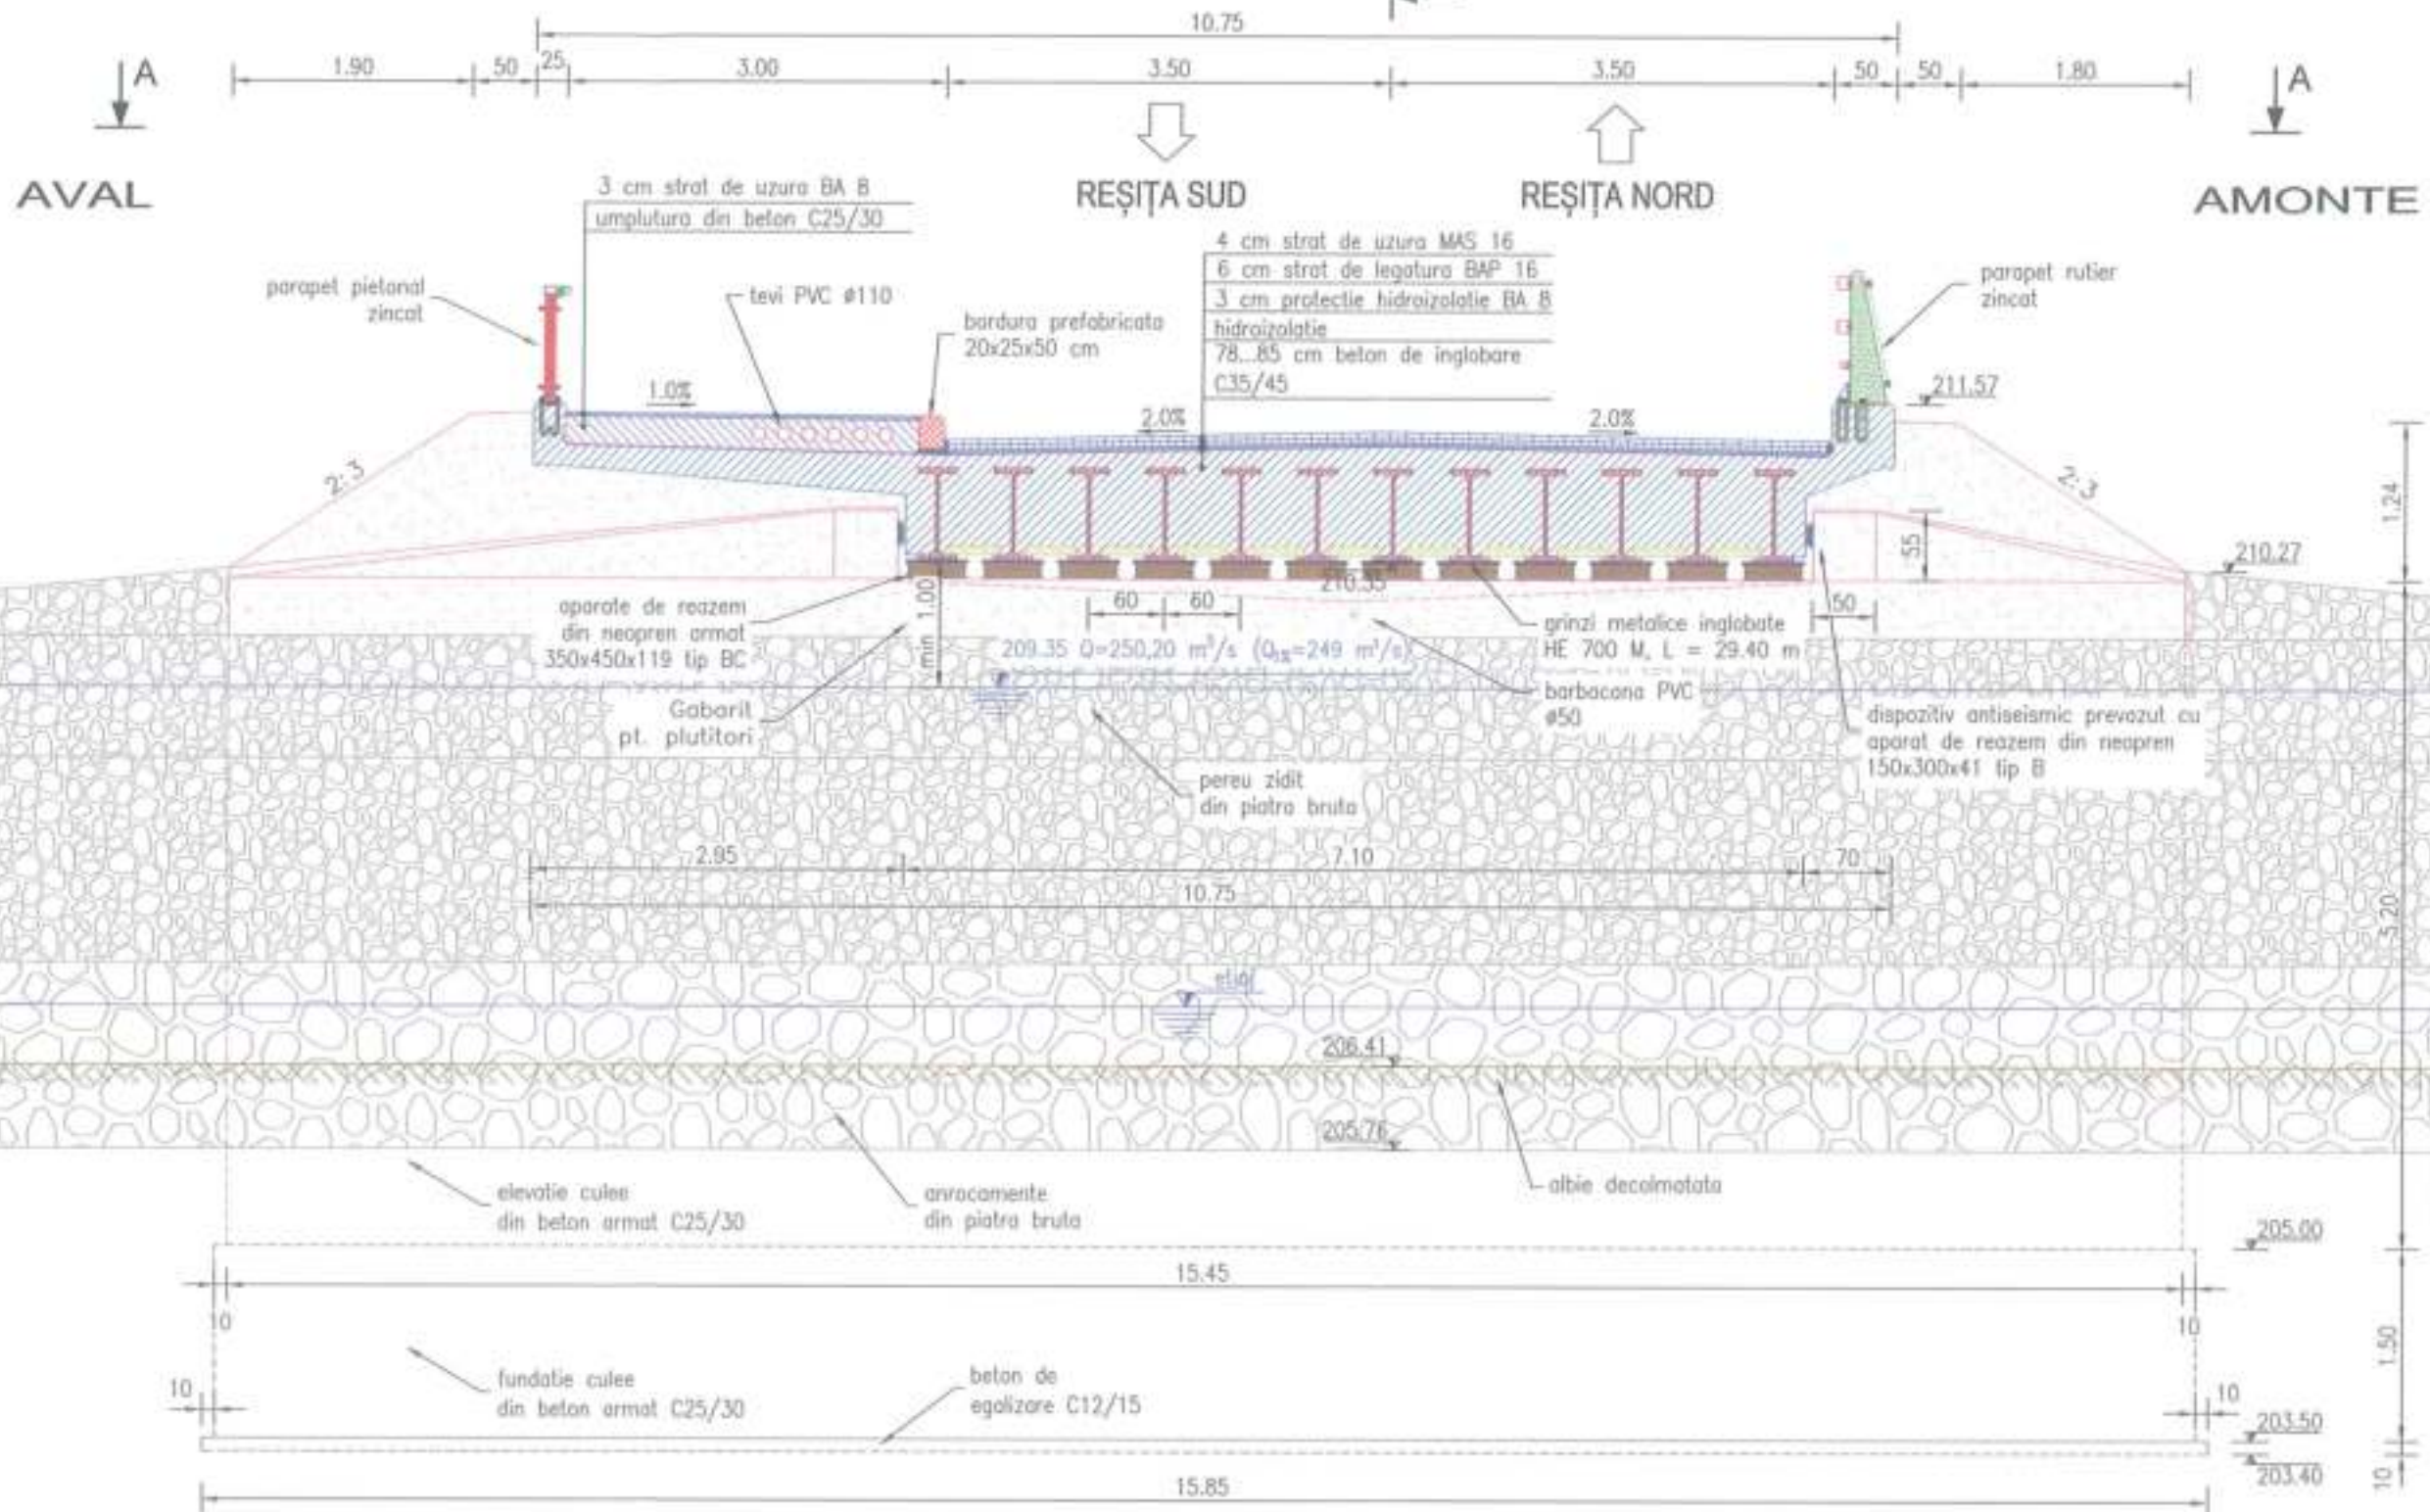 10.75
1.90 50 25 3.00 3.50 3.50 50 50 1.80
A A
AVAL REȘIȚA SUD REȘIȚA NORD AMONTE
3 cm strat de uzura BA 8
umplutura din beton C25/30
4 cm strat de uzura MAS 16
6 cm strat de legatura BAP 16
3 cm protectie hidroizolatie BA 8
hidroizolatie
78...85 cm beton de inglobare
C35/45
parapet pietonal
zincat
tevi PVC ø110
bordura prefabricata
20x25x50 cm
parapet rutier
zincat
1.0%
2.0%
2.0%
211.57
2:3
2:3
1.24
55
210.27
210.35
60 60
50
min 1.00
aparate de reazem
din neopren armat
350x450x119 tip BC
209.35 Q=250,20 m³/s (Q1%=249 m³/s)
grinzi metalice inglobate
HE 700 M, L = 29.40 m
Gabarit
pt. plutitori
barbacana PVC
ø50
dispozitiv antiseismic prevazut cu
aparat de reazem din neopren
150x300x41 tip B
pereu zidit
din piatra bruta
2.95 7.10 70
10.75
5.20
etiaj
206.41
205.76
elevatie culee
din beton armat C25/30
anrocamente
din piatra bruta
albie decolmatata
205.00
15.45
10 10
1.50
fundatie culee
din beton armat C25/30
beton de
egalizare C12/15
10 10
203.50
203.40
10
15.85